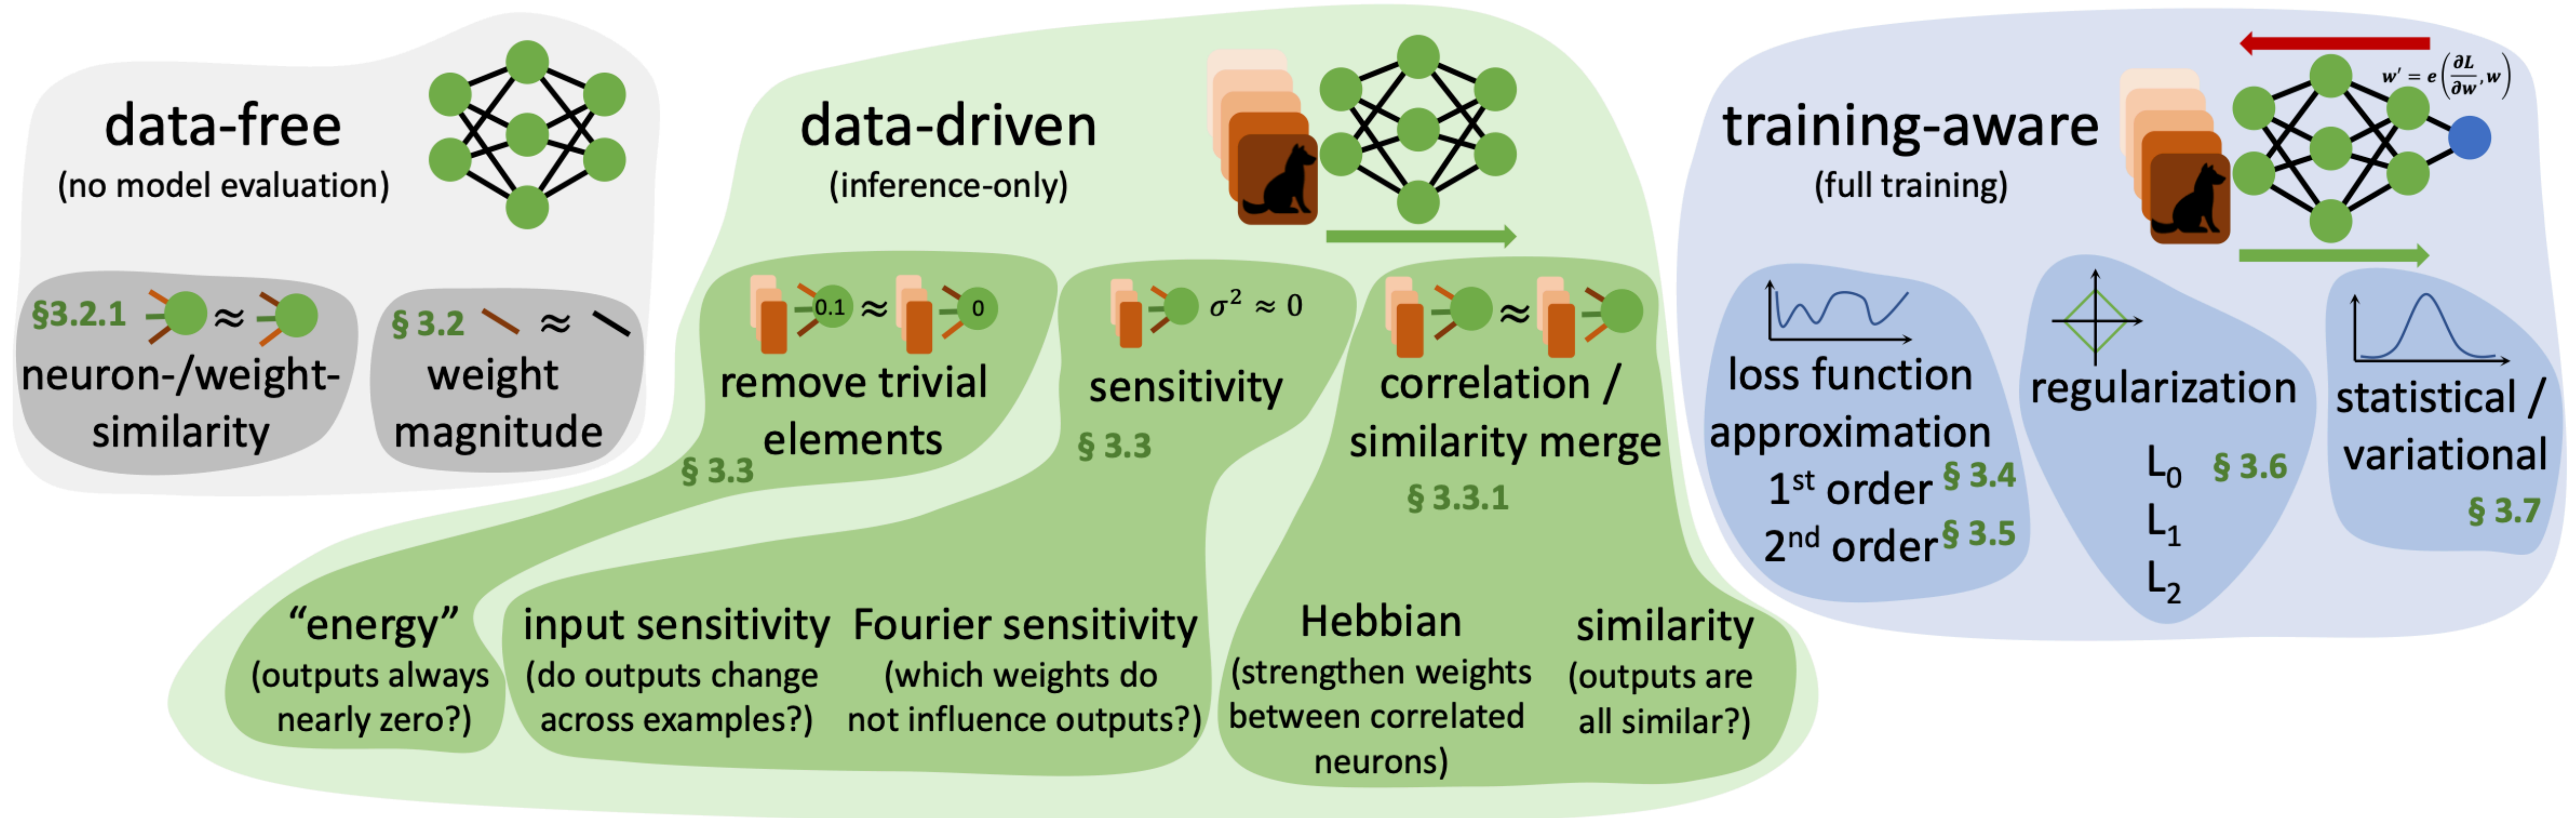 data-free
(no model evaluation)
§3.2.1 ≈
neuron-/weight-
similarity
§ 3.2 ≈
weight
magnitude
data-driven
(inference-only)
0.1 ≈ 0
remove trivial
elements
§ 3.3
σ² ≈ 0
sensitivity
§ 3.3
≈
correlation /
similarity merge
§ 3.3.1
"energy"
(outputs always
nearly zero?)
input sensitivity
(do outputs change
across examples?)
Fourier sensitivity
(which weights do
not influence outputs?)
Hebbian
(strengthen weights
between correlated
neurons)
similarity
(outputs are
all similar?)
training-aware
(full training)
w' = e(∂L/∂w, w)
loss function
approximation
1st order § 3.4
2nd order § 3.5
regularization
L₀ § 3.6
L₁
L₂
statistical /
variational
§ 3.7